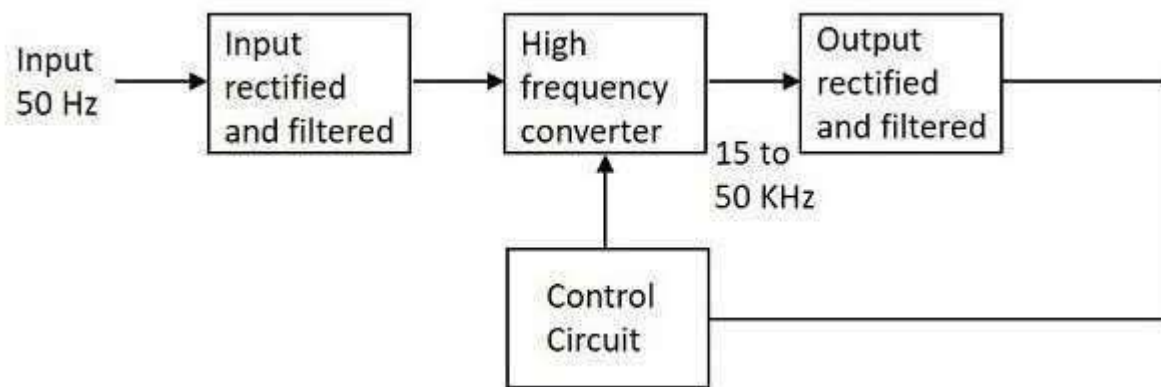 Input
50 Hz
Input
rectified
and filtered
High
frequency
converter
15 to
50 KHz
Output
rectified
and filtered
Control
Circuit